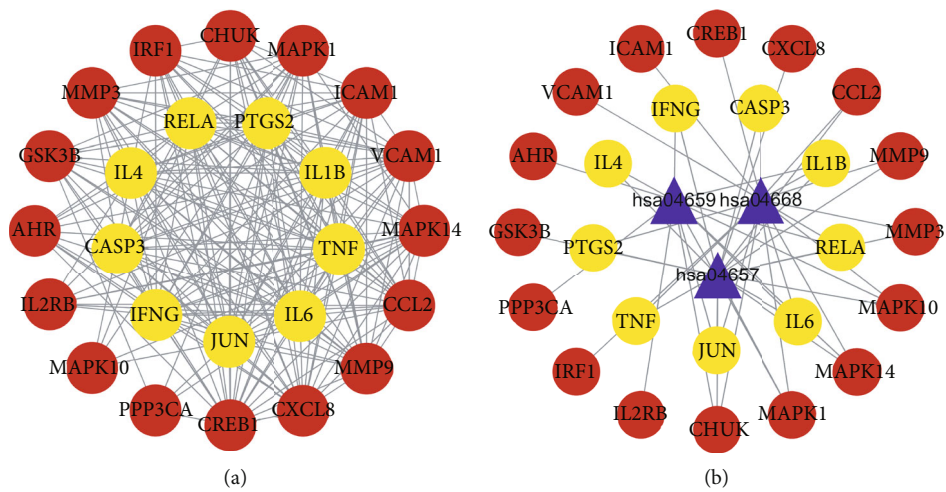 CHUK
IRF1
MAPK1
MMP3
ICAM1
RELA
PTGS2
GSK3B
VCAM1
IL4
IL1B
AHR
MAPK14
CASP3
TNF
IL2RB
CCL2
IFNG
IL6
JUN
MAPK10
MMP9
PPP3CA
CXCL8
CREB1
(a)
CREB1
ICAM1
CXCL8
VCAM1
CCL2
IFNG
CASP3
AHR
MMP9
IL4
IL1B
hsa04659
hsa04668
GSK3B
MMP3
PTGS2
RELA
hsa04657
PPP3CA
MAPK10
TNF
IL6
JUN
IRF1
MAPK14
IL2RB
MAPK1
CHUK
(b)